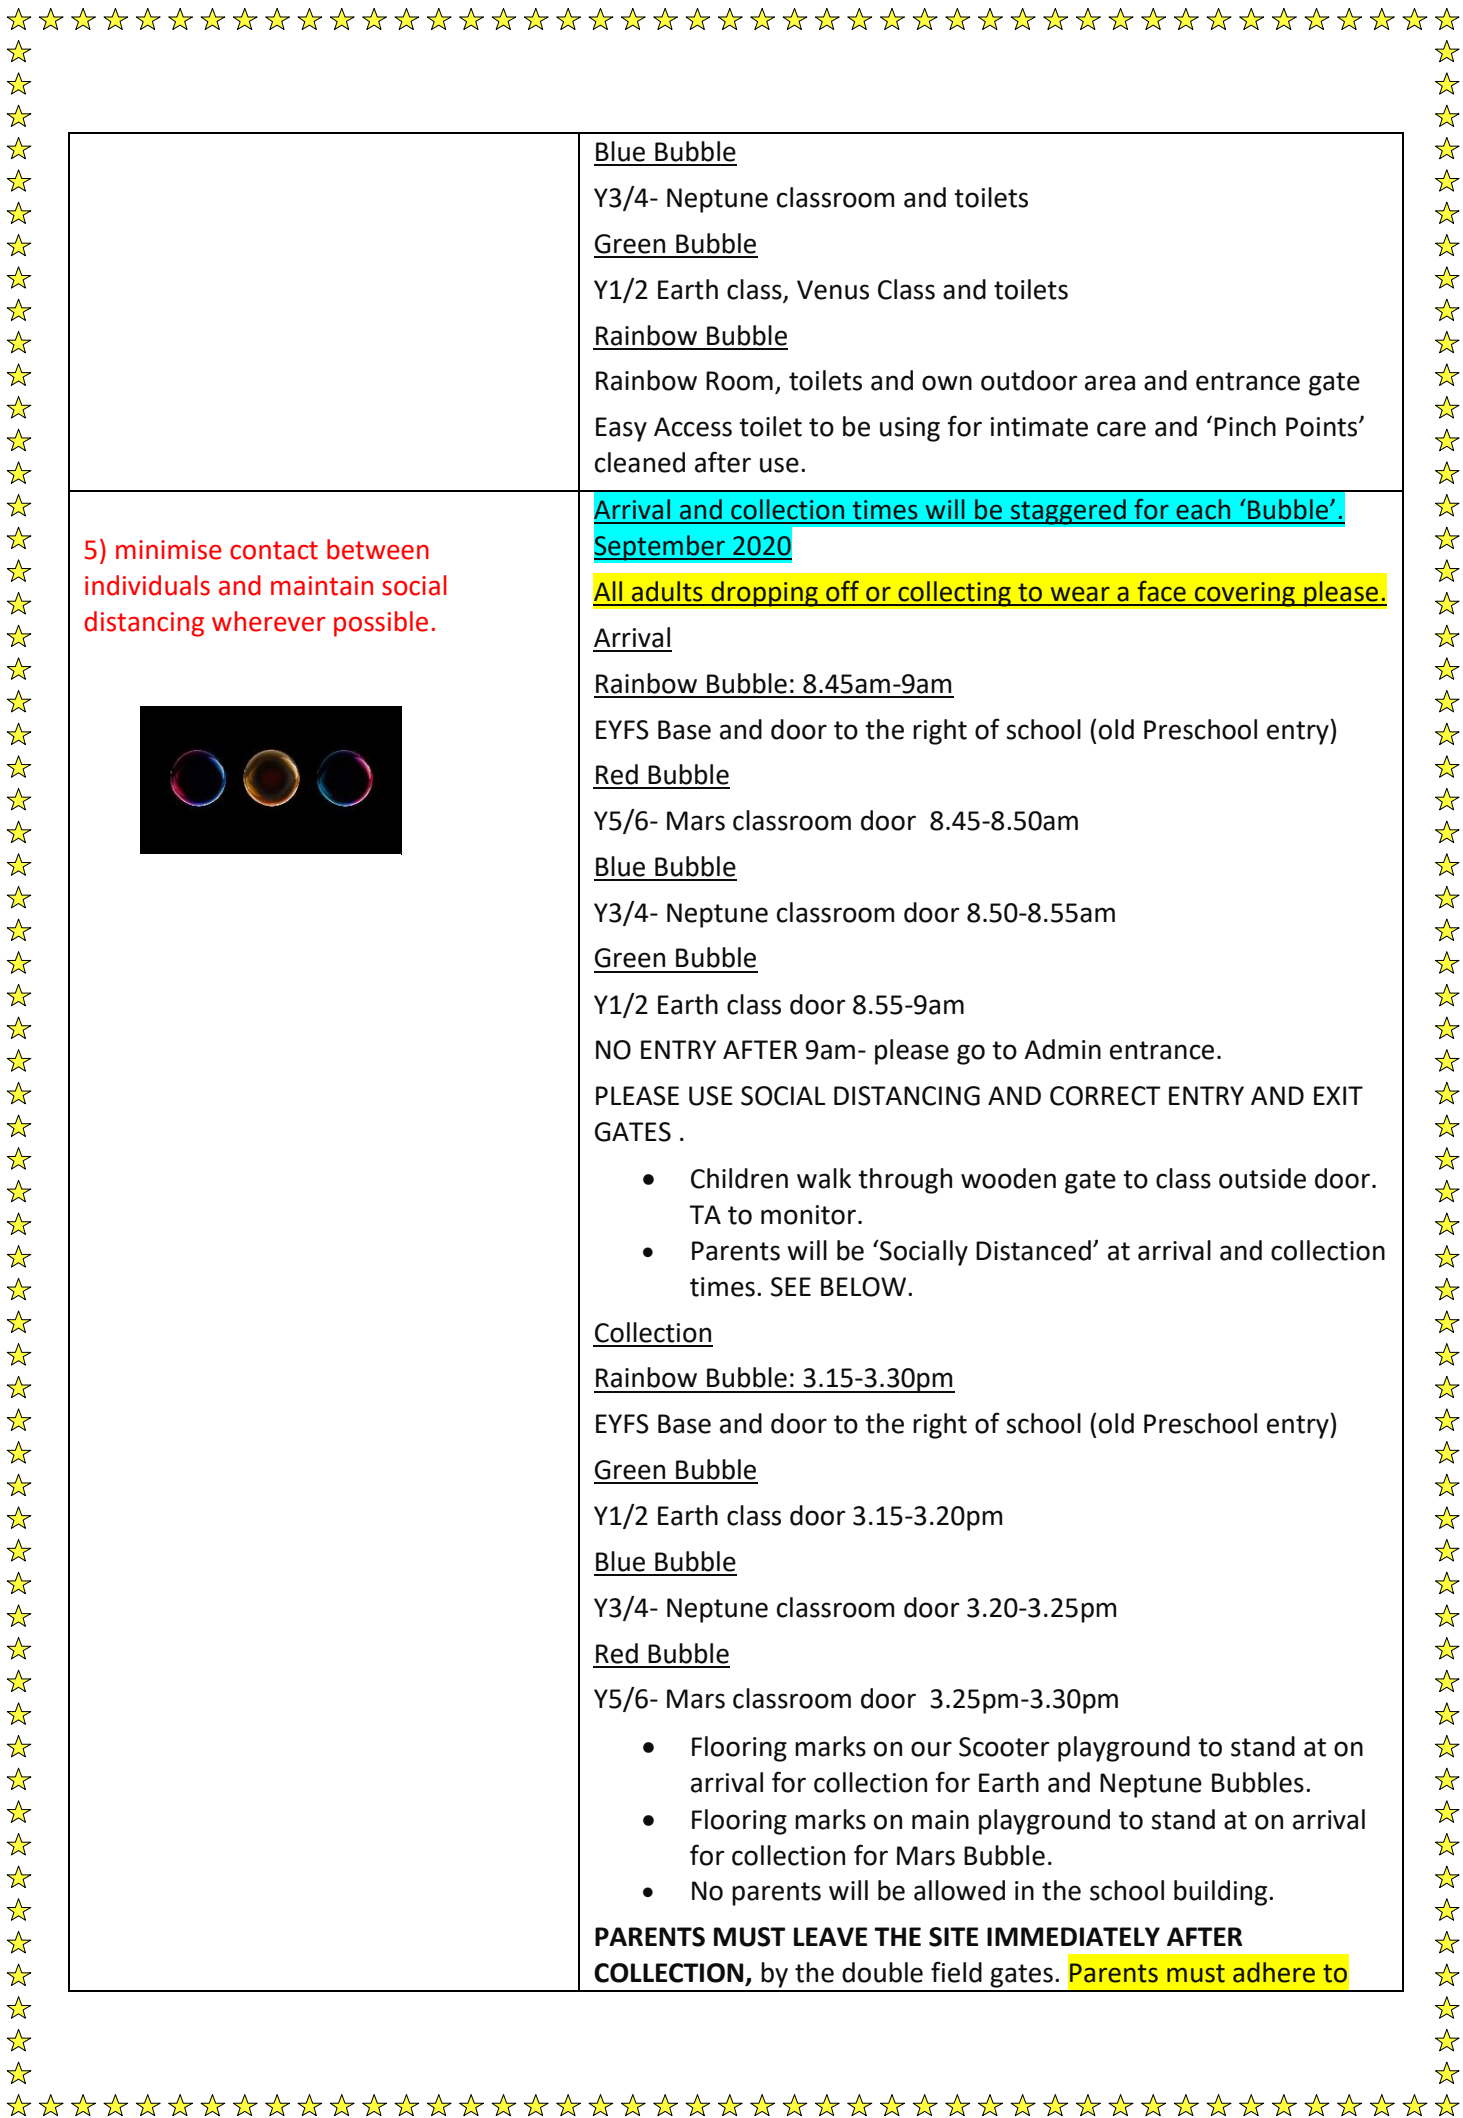 Blue Bubble
Y3/4- Neptune classroom and toilets
Green Bubble
Y1/2 Earth class, Venus Class and toilets
Rainbow Bubble
Rainbow Room, toilets and own outdoor area and entrance gate
Easy Access toilet to be using for intimate care and ‘Pinch Points’
cleaned after use.
5) minimise contact between
individuals and maintain social
distancing wherever possible.
Arrival and collection times will be staggered for each ‘Bubble’.
September 2020
All adults dropping off or collecting to wear a face covering please.
Arrival
Rainbow Bubble: 8.45am-9am
EYFS Base and door to the right of school (old Preschool entry)
Red Bubble
Y5/6- Mars classroom door  8.45-8.50am
Blue Bubble
Y3/4- Neptune classroom door 8.50-8.55am
Green Bubble
Y1/2 Earth class door 8.55-9am
NO ENTRY AFTER 9am- please go to Admin entrance.
PLEASE USE SOCIAL DISTANCING AND CORRECT ENTRY AND EXIT
GATES .
• Children walk through wooden gate to class outside door.
TA to monitor.
• Parents will be ‘Socially Distanced’ at arrival and collection
times. SEE BELOW.
Collection
Rainbow Bubble: 3.15-3.30pm
EYFS Base and door to the right of school (old Preschool entry)
Green Bubble
Y1/2 Earth class door 3.15-3.20pm
Blue Bubble
Y3/4- Neptune classroom door 3.20-3.25pm
Red Bubble
Y5/6- Mars classroom door  3.25pm-3.30pm
• Flooring marks on our Scooter playground to stand at on
arrival for collection for Earth and Neptune Bubbles.
• Flooring marks on main playground to stand at on arrival
for collection for Mars Bubble.
• No parents will be allowed in the school building.
PARENTS MUST LEAVE THE SITE IMMEDIATELY AFTER
COLLECTION, by the double field gates. Parents must adhere to